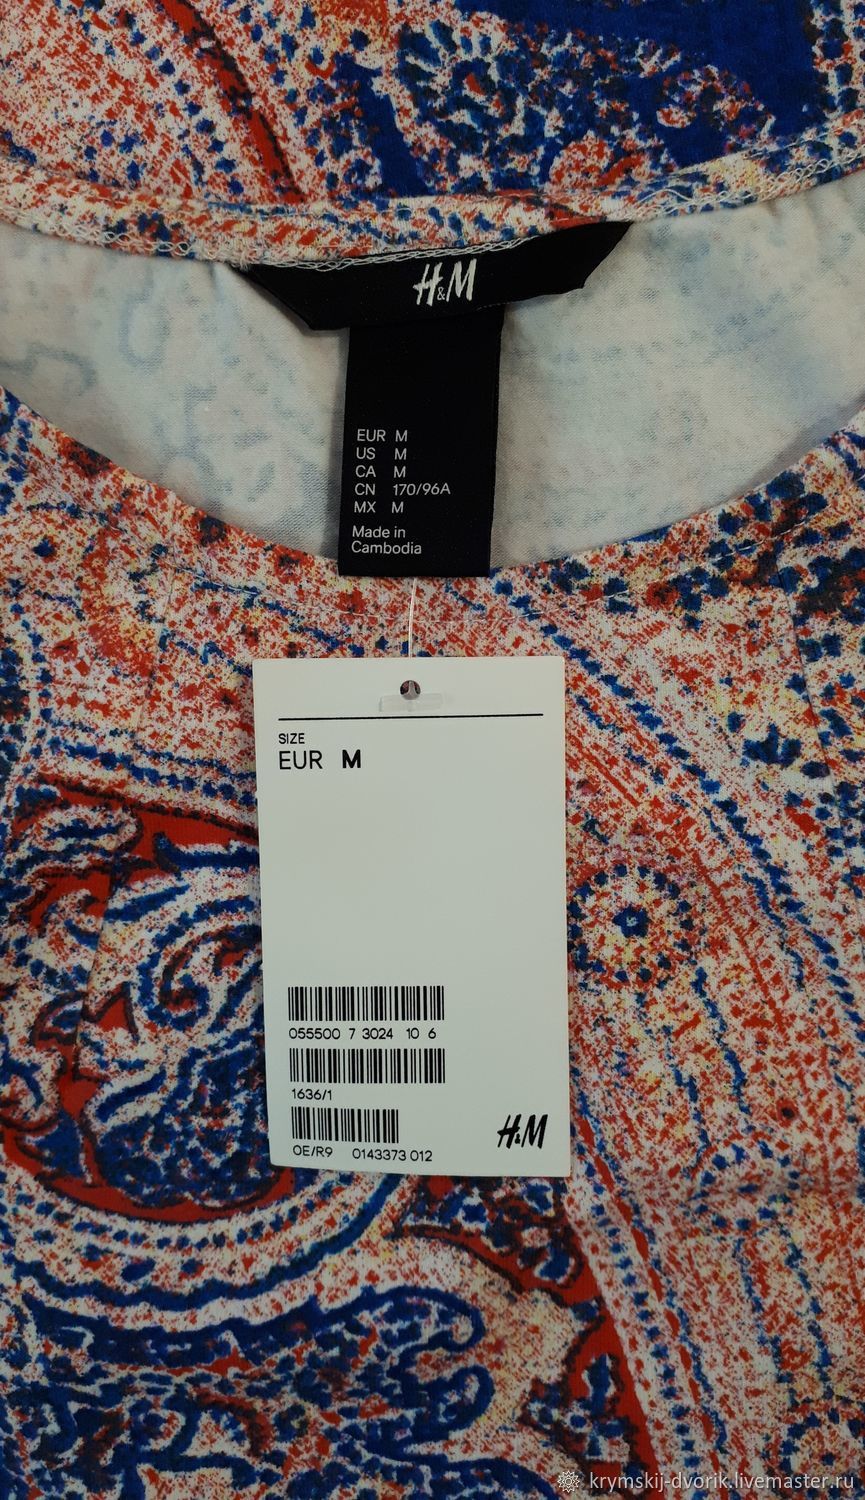 H&M
EUR M
US M
CA M
CN 170/96A
MX M
Made in
Cambodia
SIZE
EUR M
055500 7 3024 10 6
1636/1
OE/R9 0143373 012
H&M
krymskij-dvorik.livemaster.ru